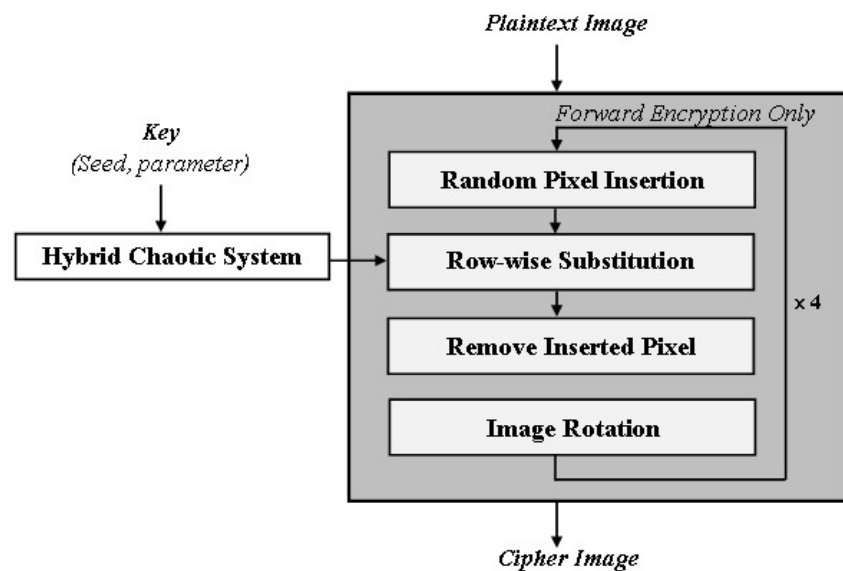 Plaintext Image
Forward Encryption Only
Key
(Seed, parameter)
Random Pixel Insertion
Hybrid Chaotic System
Row-wise Substitution
x 4
Remove Inserted Pixel
Image Rotation
Cipher Image